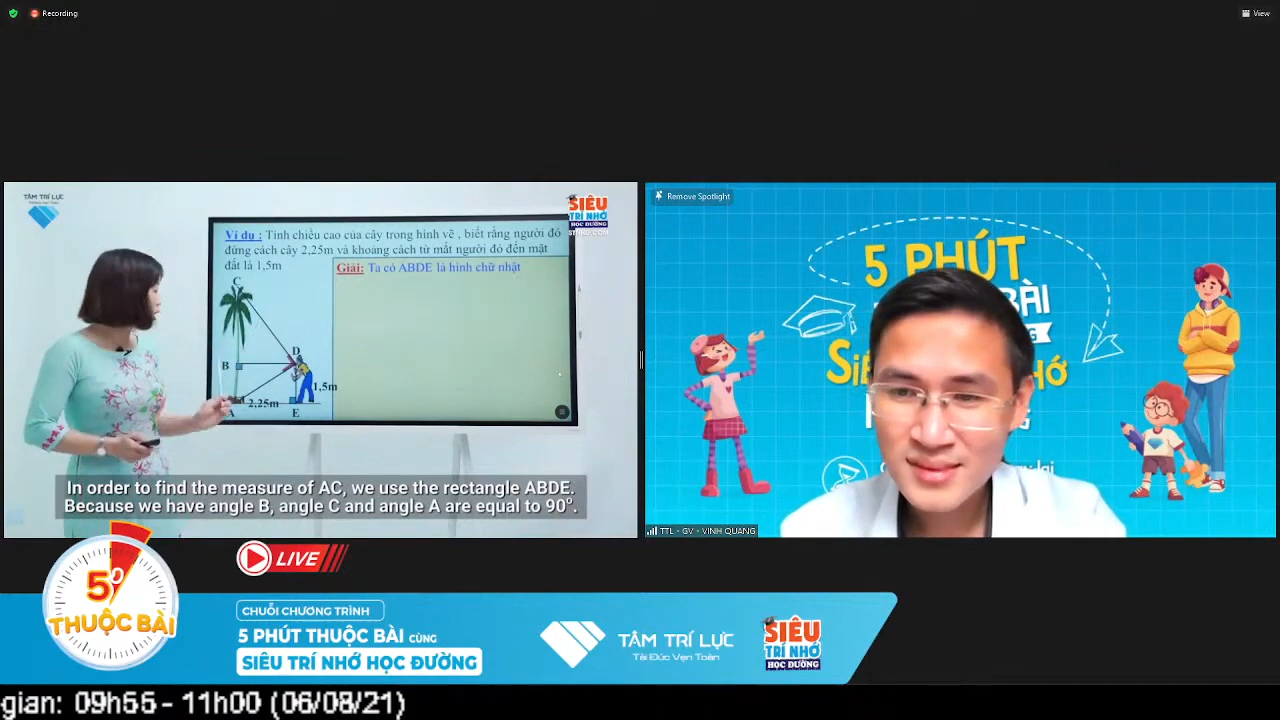 Recording
View
TÂM TRÍ LỰC
SIÊU
TRÍ NHỚ
HỌC ĐƯỜNG
Ví dụ : Tính chiều cao của cây trong hình vẽ , biết rằng người đó
đứng cách cây 2,25m và khoảng cách từ mắt người đó đến mặt
đất là 1,5m
Giải: Ta có ABDE là hình chữ nhật
C
B
D
1,5m
2,25m
A
E
In order to find the measure of AC, we use the rectangle ABDE.
Because we have angle B, angle C and angle A are equal to 90°.
Remove Spotlight
5 PHÚT
BÀI
TTL - GV - VINH QUANG
5
THUỘC BÀI
LIVE
CHUỖI CHƯƠNG TRÌNH
5 PHÚT THUỘC BÀI CÙNG
SIÊU TRÍ NHỚ HỌC ĐƯỜNG
TÂM TRÍ LỰC
Tài Đức Vẹn Toàn
SIÊU
TRÍ NHỚ
HỌC ĐƯỜNG
gian: 09h55 - 11h00 (06/08/21)